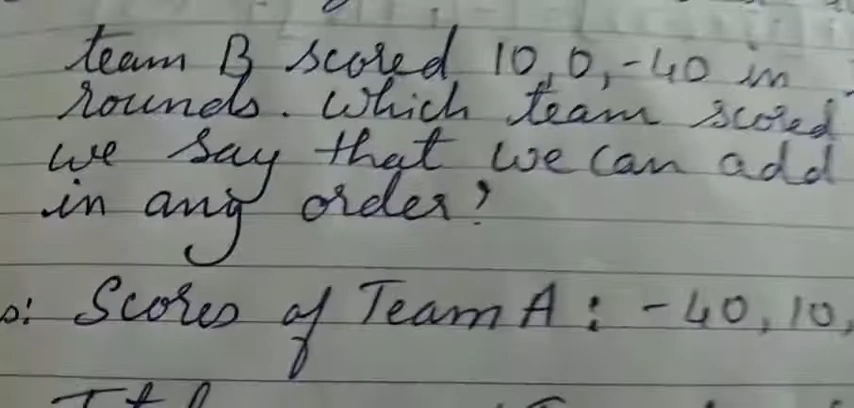 team B scored 10, 0, -40 in
rounds. Which team scored
we say that we can add
in any order?
s: Scores of Team A : -40, 10,